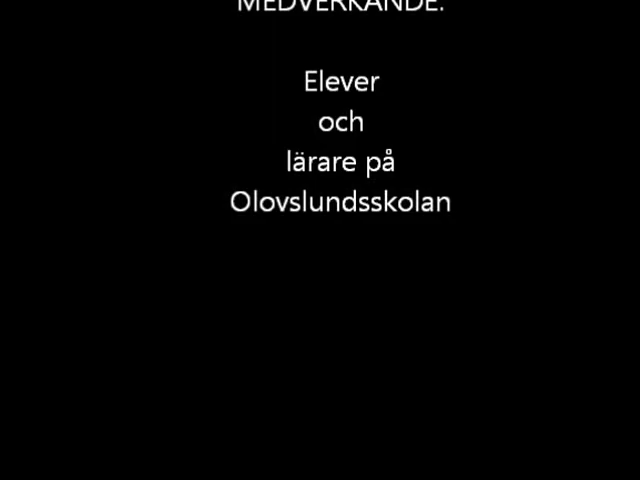 MEDVERKANDE:
Elever
och
lärare på
Olovslundsskolan